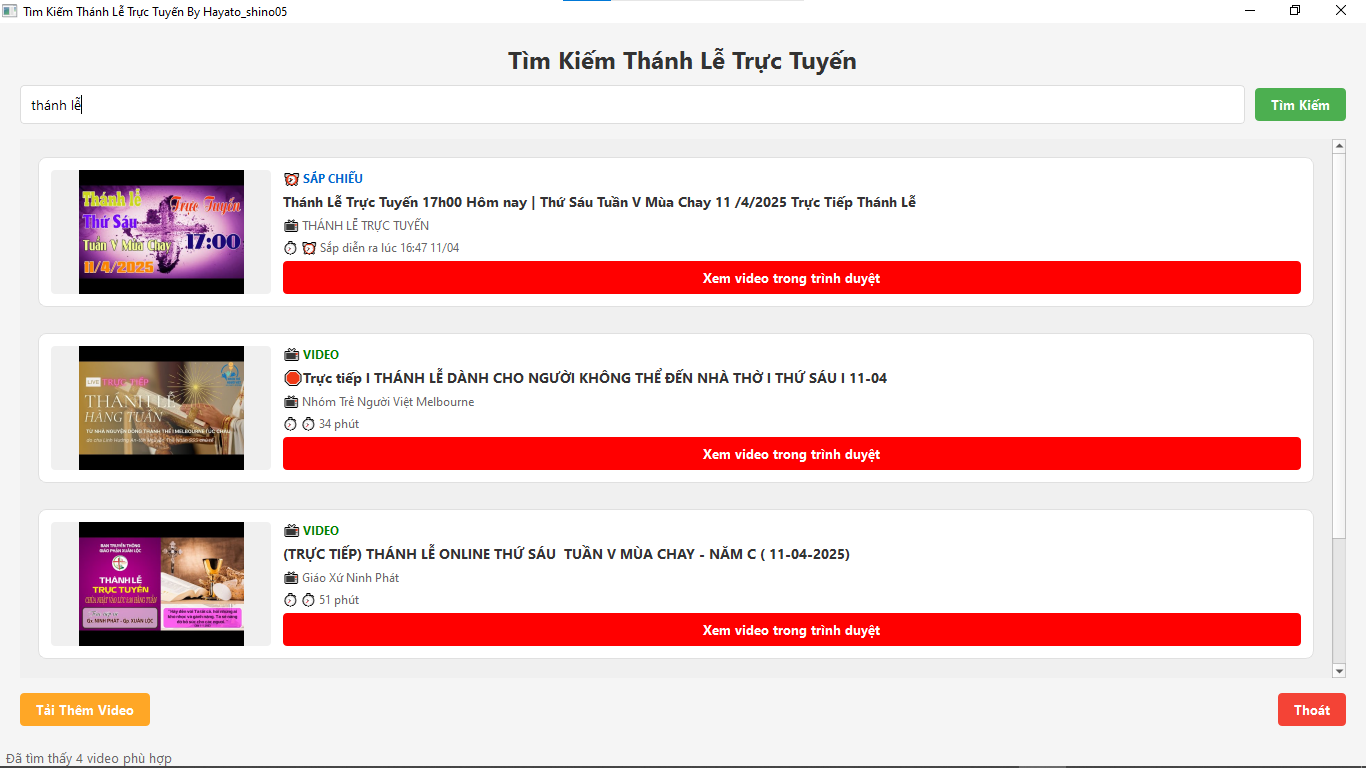 Tìm Kiếm Thánh Lễ Trực Tuyến By Hayato_shino05
Tìm Kiếm Thánh Lễ Trực Tuyến
thánh lễ
Tìm Kiếm
Thánh lễ
Trực Tuyến
Thứ Sáu
Tuần V Mùa Chay
17:00
11/4/2025
SẮP CHIẾU
Thánh Lễ Trực Tuyến 17h00 Hôm nay | Thứ Sáu Tuần V Mùa Chay 11 /4/2025 Trực Tiếp Thánh Lễ
THÁNH LỄ TRỰC TUYẾN
Sắp diễn ra lúc 16:47 11/04
Xem video trong trình duyệt
LIVE TRỰC TIẾP
THÁNH LỄ
HÀNG TUẦN
VIDEO
Trực tiếp I THÁNH LỄ DÀNH CHO NGƯỜI KHÔNG THỂ ĐẾN NHÀ THỜ I THỨ SÁU I 11-04
Nhóm Trẻ Người Việt Melbourne
34 phút
Xem video trong trình duyệt
BAN TRUYỀN THÔNG
GIÁO PHẬN XUÂN LỘC
THÁNH LỄ
TRỰC TUYẾN
Gx. NINH PHÁT - Gp. XUÂN LỘC
VIDEO
(TRỰC TIẾP) THÁNH LỄ ONLINE THỨ SÁU  TUẦN V MÙA CHAY - NĂM C ( 11-04-2025)
Giáo Xứ Ninh Phát
51 phút
Xem video trong trình duyệt
Tải Thêm Video
Thoát
Đã tìm thấy 4 video phù hợp